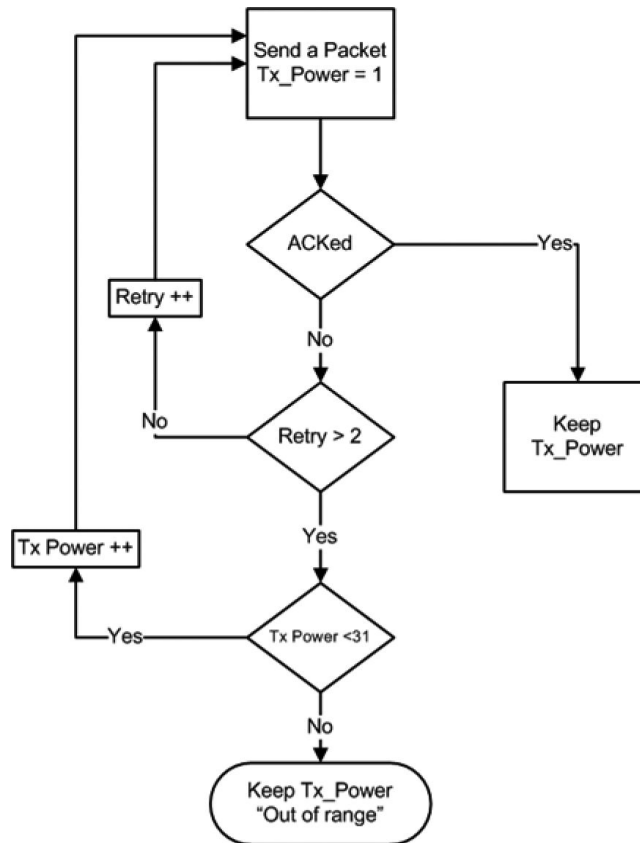 Send a Packet
Tx_Power = 1
ACKed
Yes
Retry ++
No
Keep
Tx_Power
No
Retry > 2
Yes
Tx Power ++
Yes
Tx Power <31
No
Keep Tx_Power
“Out of range”